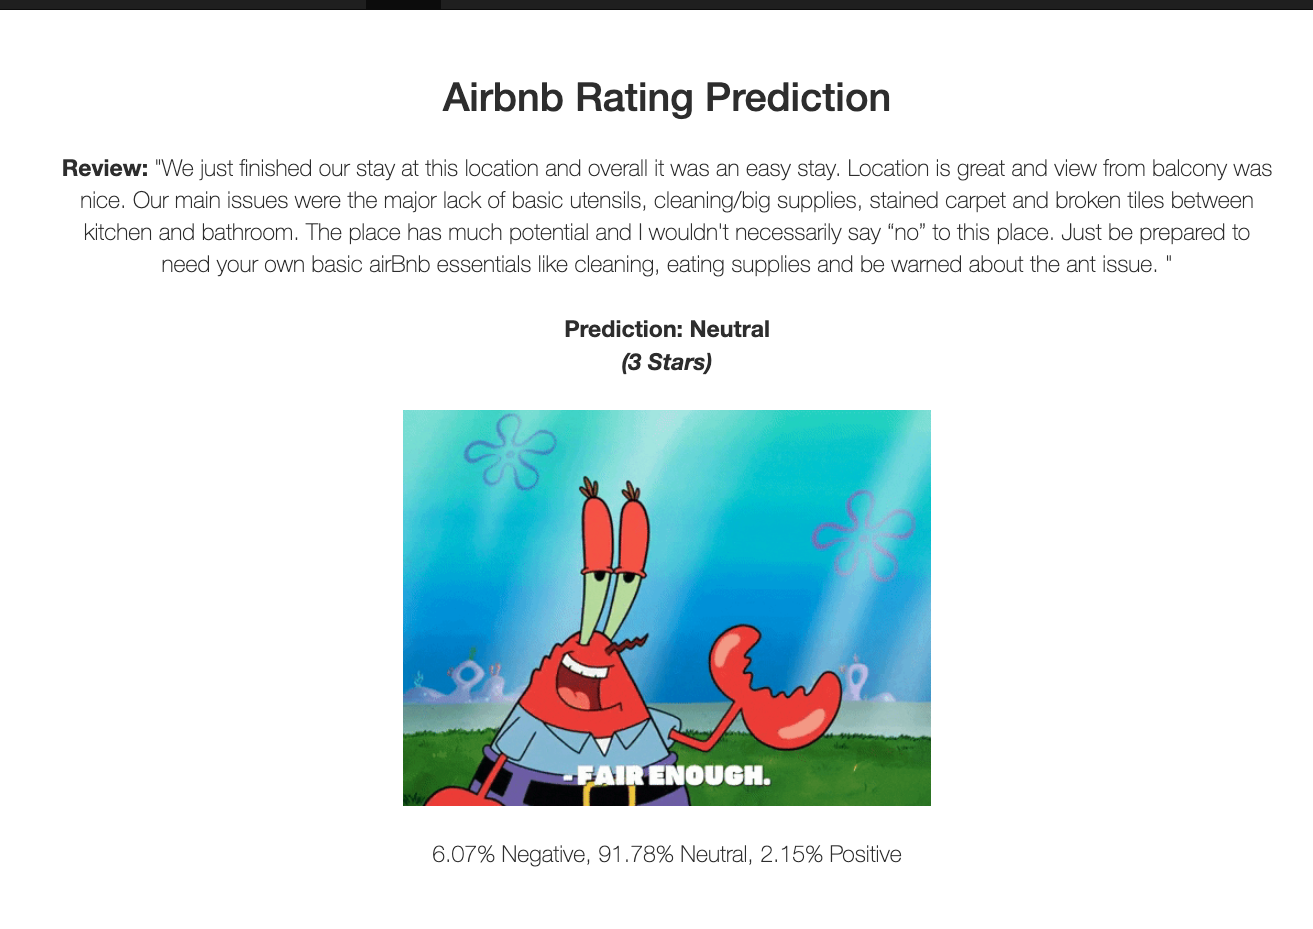 Airbnb Rating Prediction
Review: "We just finished our stay at this location and overall it was an easy stay. Location is great and view from balcony was
nice. Our main issues were the major lack of basic utensils, cleaning/big supplies, stained carpet and broken tiles between
kitchen and bathroom. The place has much potential and I wouldn't necessarily say “no” to this place. Just be prepared to
need your own basic airBnb essentials like cleaning, eating supplies and be warned about the ant issue. "
Prediction: Neutral
(3 Stars)
- FAIR ENOUGH.
6.07% Negative, 91.78% Neutral, 2.15% Positive